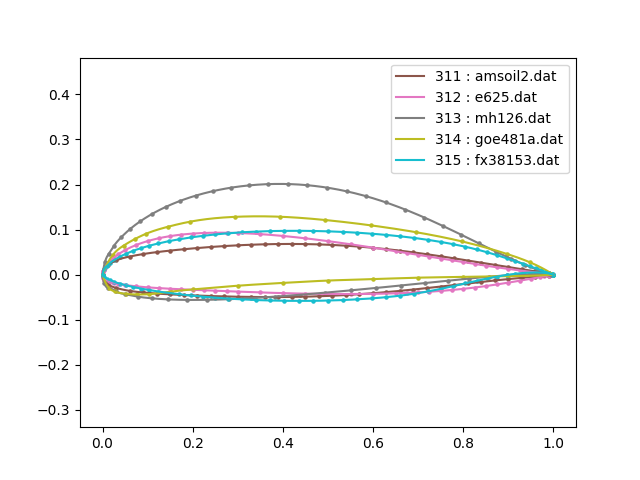 0.4
0.3
0.2
0.1
0.0
−0.1
−0.2
−0.3
0.0 0.2 0.4 0.6 0.8 1.0
311 : amsoil2.dat
312 : e625.dat
313 : mh126.dat
314 : goe481a.dat
315 : fx38153.dat